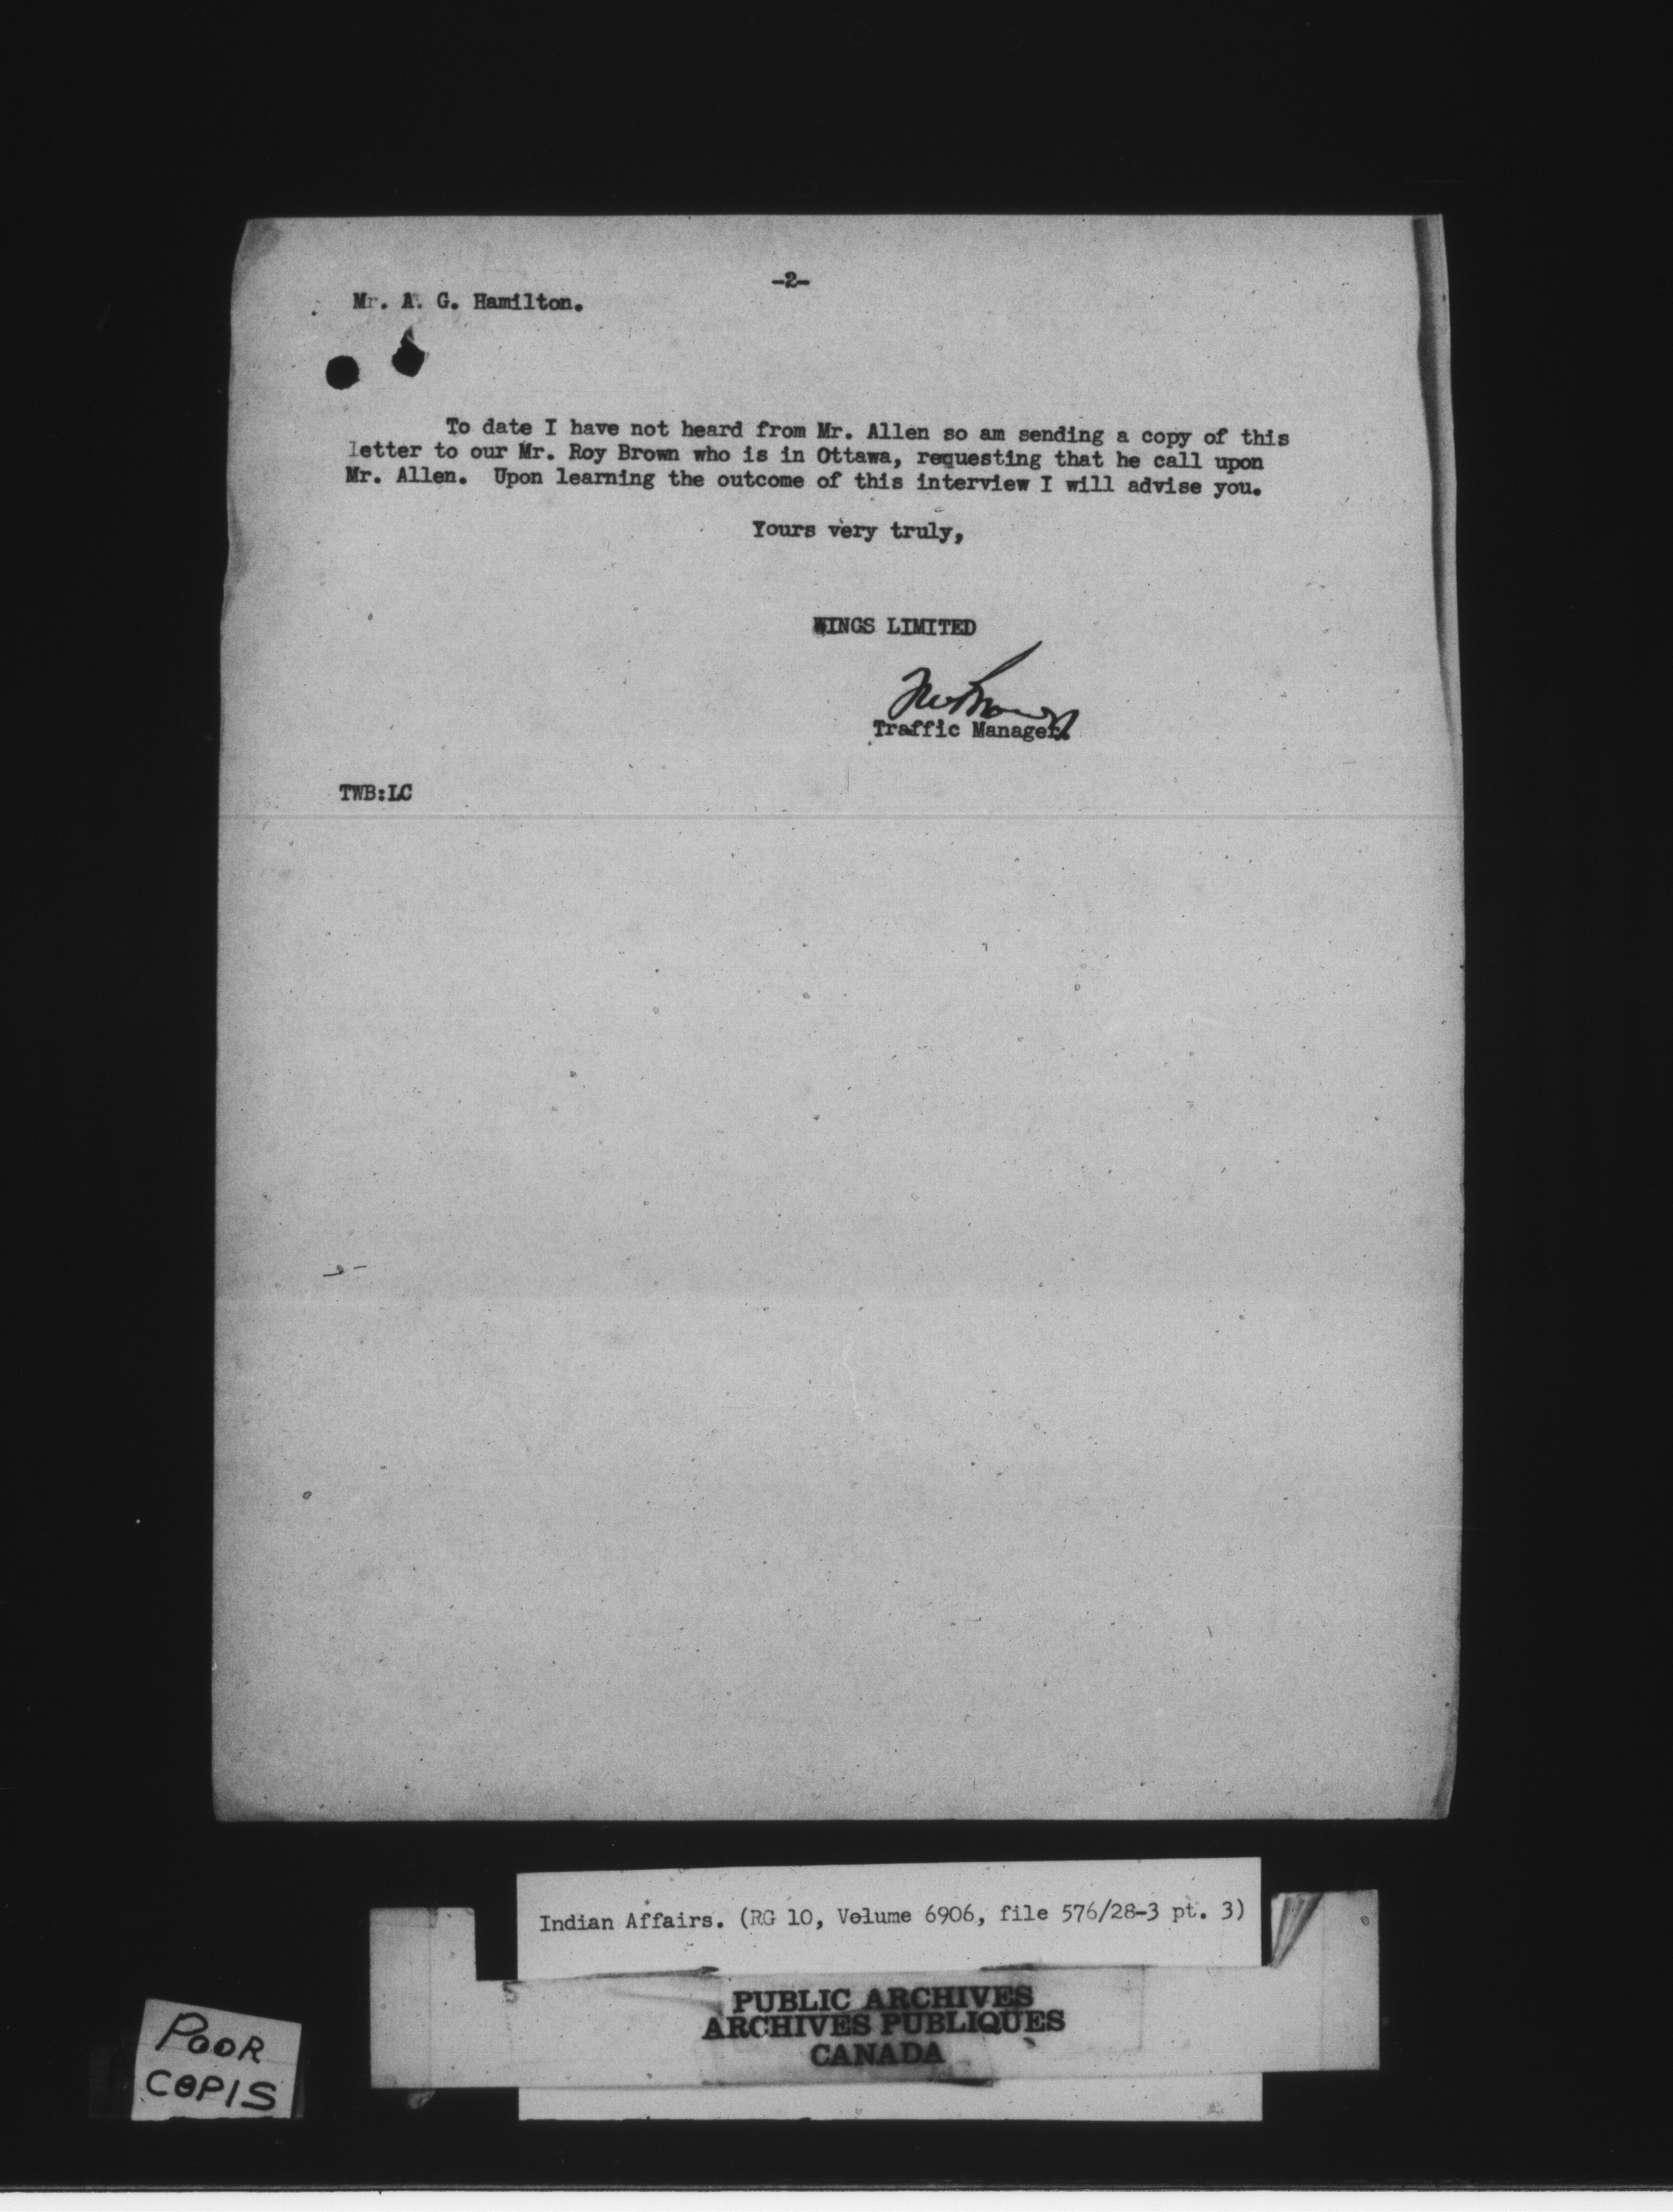 -2-
Mr. A. G. Hamilton.
To date I have not heard from Mr. Allen so am sending a copy of this
letter to our Mr. Roy Brown who is in Ottawa, requesting that he call upon
Mr. Allen. Upon learning the outcome of this interview I will advise you.
Yours very truly,
WINGS LIMITED
Traffic Manager.
TWB:LC
Indian Affairs. (RG 10, Volume 6906, file 576/28-3 pt. 3)
PUBLIC ARCHIVES
ARCHIVES PUBLIQUES
CANADA
POOR
COPIS